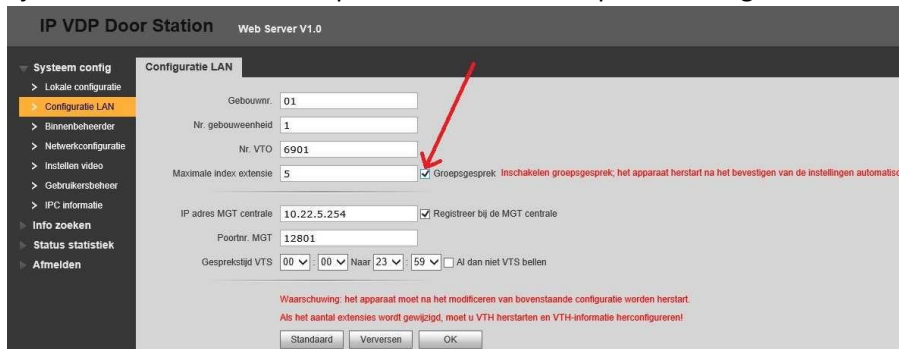 IP VDP Door Station Web Server V1.0
Systeem config
> Lokale configuratie
> Configuratie LAN
> Binnenbeheerder
> Netwerkconfiguratie
> Instellen video
> Gebruikersbeheer
> IPC informatie
Info zoeken
Status statistiek
Afmelden
Configuratie LAN
Gebouwnr. 01
Nr. gebouweenheid 1
Nr. VTO 6901
Maximale index extensie 5 Groepsgesprek Inschakelen groepsgesprek; het apparaat herstart na het bevestigen van de instellingen automatisc
IP adres MGT centrale 10.22.5.254 Registreer bij de MGT centrale
Poortnr. MGT 12801
Gesprekstijd VTS 00 : 00 Naar 23 : 59 Al dan niet VTS bellen
Waarschuwing: het apparaat moet na het modificeren van bovenstaande configuratie worden herstart.
Als het aantal extensies wordt gewijzigd, moet u VTH herstarten en VTH-informatie herconfigureren!
Standaard Verversen OK